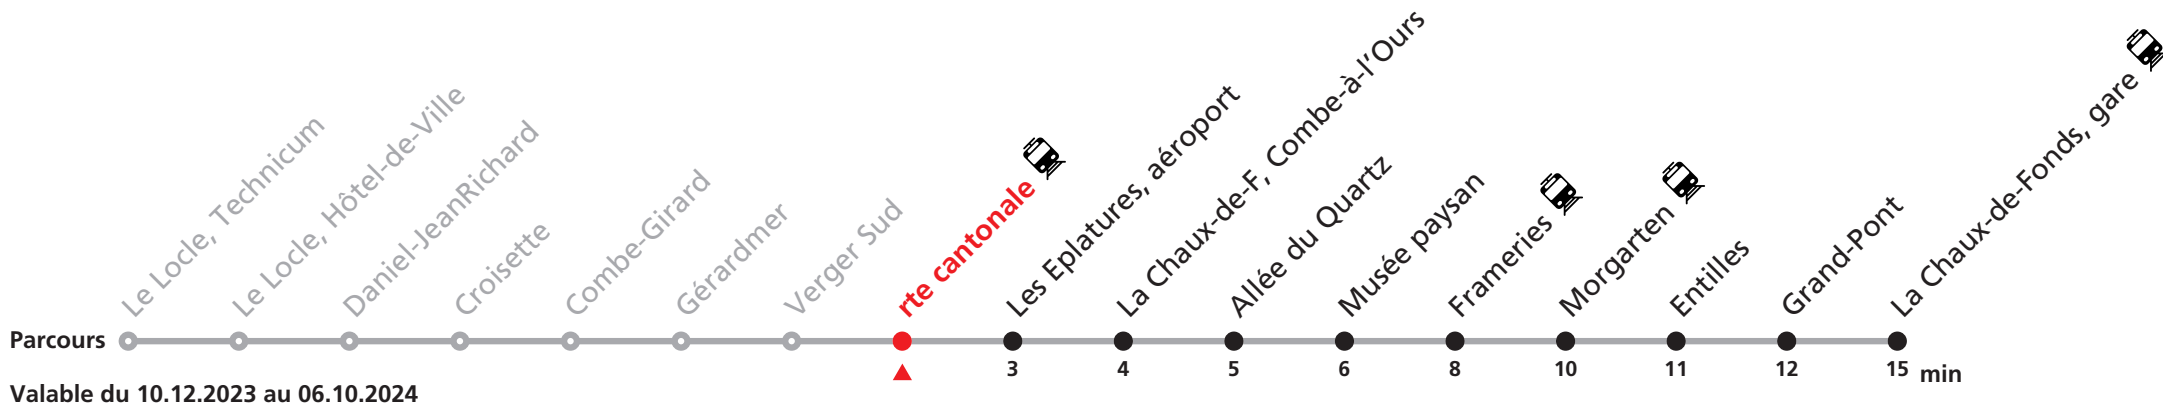 Le Locle, Technicum
Le Locle, Hôtel-de-Ville
Daniel-JeanRichard
Croisette
Combe-Girard
Gérardmer
Verger Sud
rte cantonale
Les Eplatures, aéroport
La Chaux-de-F, Combe-à-l'Ours
Allée du Quartz
Musée paysan
Frameries
Morgarten
Entilles
Grand-Pont
La Chaux-de-Fonds, gare
Parcours
3 4 5 6 8 10 11 12 15 min
Valable du 10.12.2023 au 06.10.2024